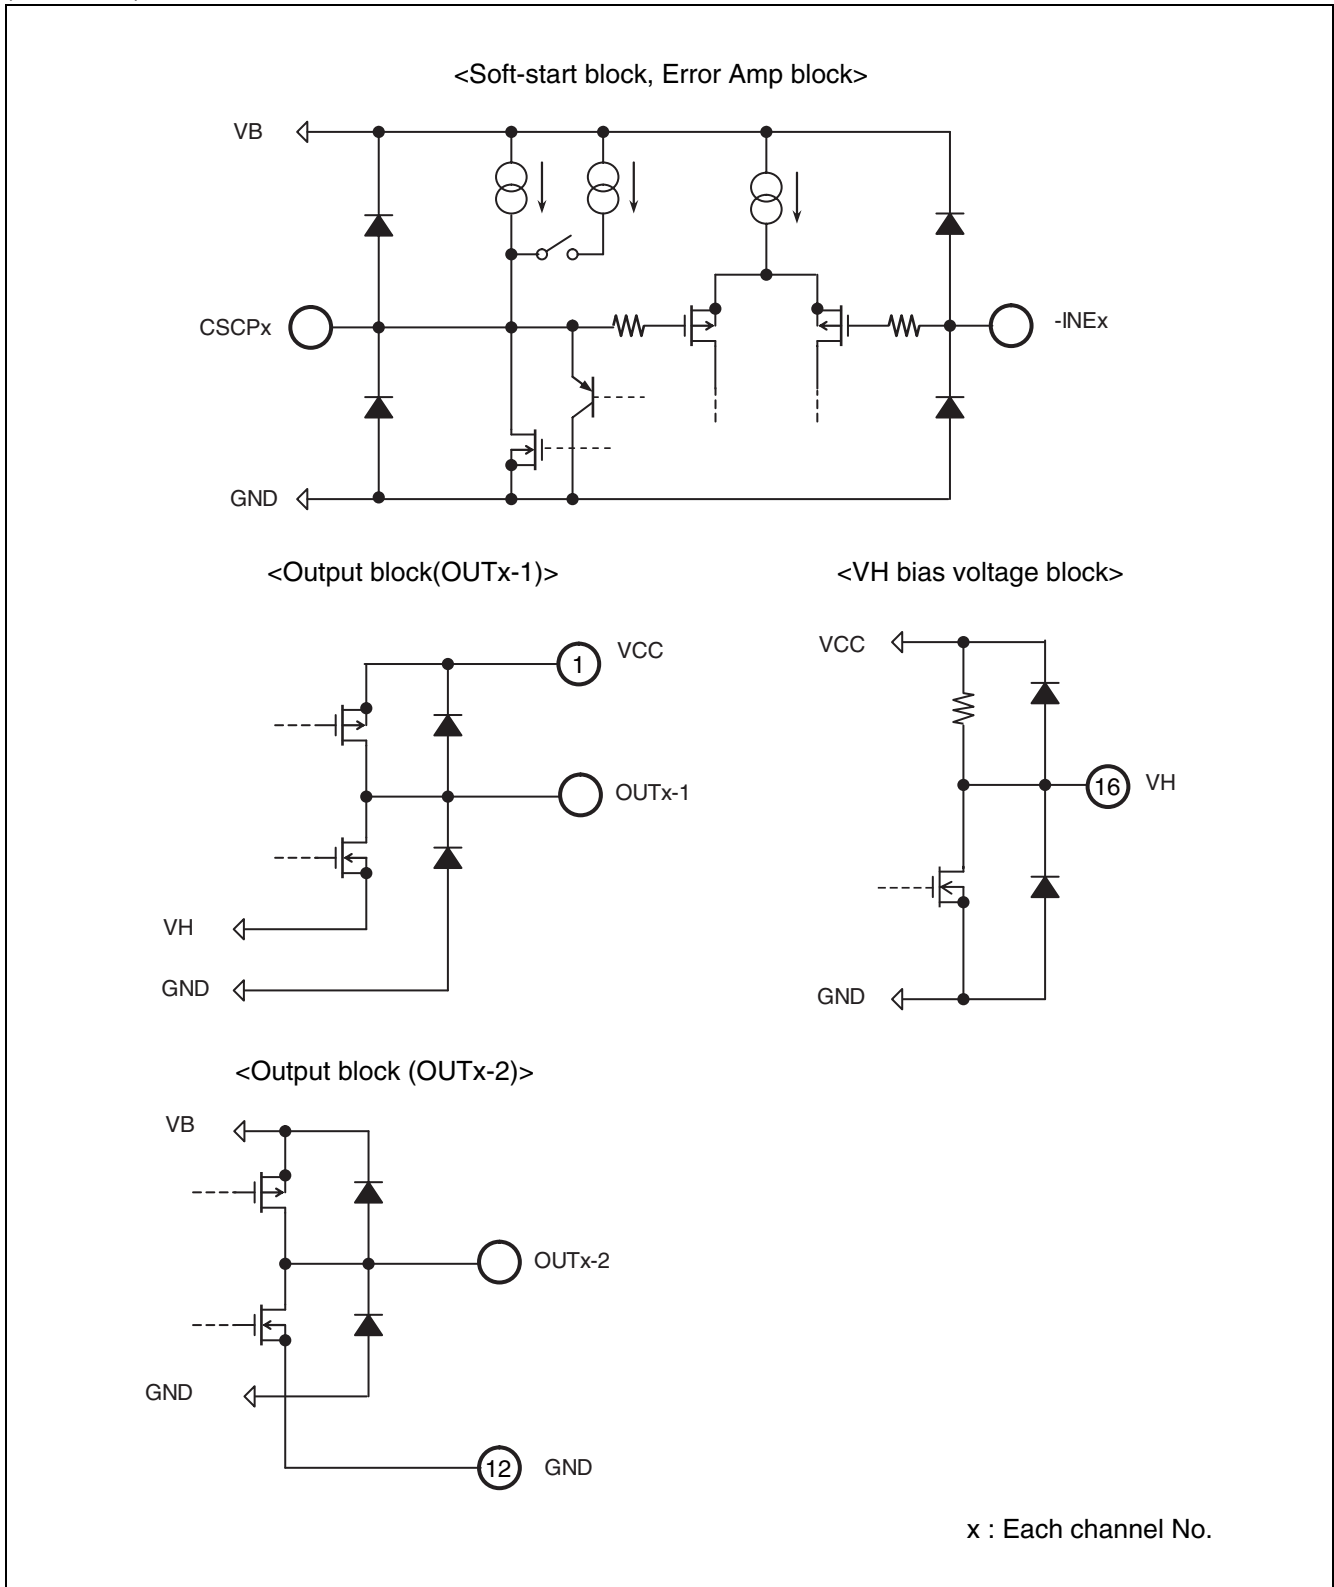 <Soft-start block, Error Amp block>
VB
CSCPx
-INEx
GND
<Output block(OUTx-1)>
<VH bias voltage block>
1 VCC
VCC
OUTx-1
16 VH
VH
GND
GND
<Output block (OUTx-2)>
VB
OUTx-2
GND
12 GND
x : Each channel No.